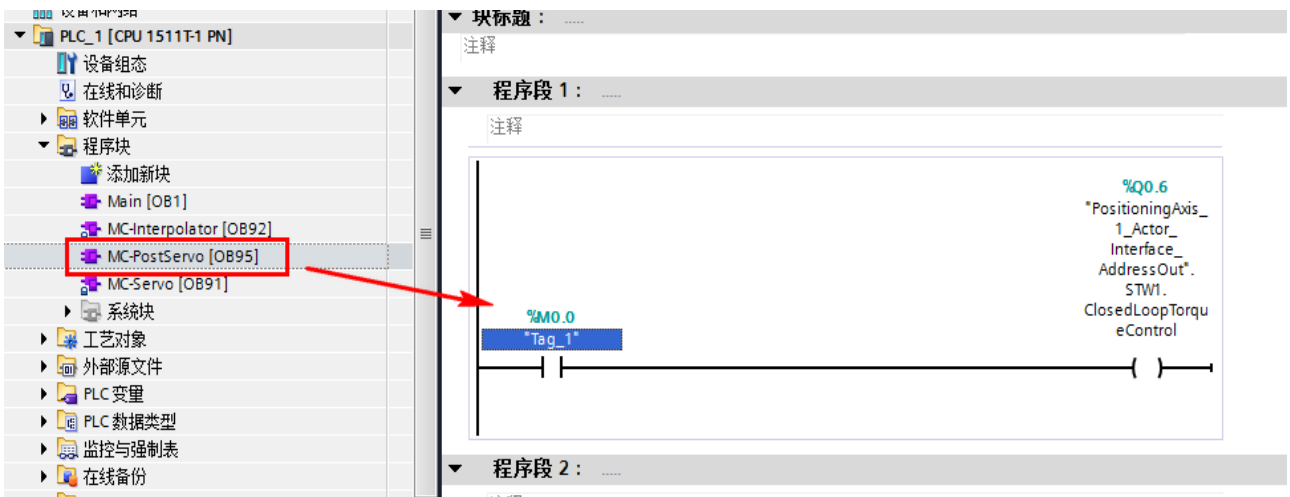 PLC_1 [CPU 1511T-1 PN]
设备组态
在线和诊断
软件单元
程序块
添加新块
Main [OB1]
MC-Interpolator [OB92]
MC-PostServo [OB95]
MC-Servo [OB91]
系统块
工艺对象
外部源文件
PLC 变量
PLC 数据类型
监控与强制表
在线备份
块标题： .....
注释
程序段 1： .....
注释
%Q0.6
"PositioningAxis_
1_Actor_
Interface_
AddressOut".
STW1.
ClosedLoopTorqu
eControl
%M0.0
"Tag_1"
程序段 2： .....